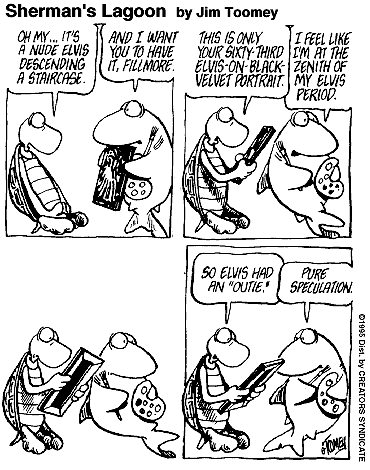 Sherman's Lagoon by Jim Toomey
OH MY... IT'S
A NUDE ELVIS
DESCENDING
A STAIRCASE.
AND I WANT
YOU TO HAVE
IT, FILLMORE.
THIS IS ONLY
YOUR SIXTY-THIRD
ELVIS-ON-BLACK-
VELVET PORTRAIT.
I FEEL LIKE
I'M AT THE
ZENITH OF
MY ELVIS
PERIOD.
SO ELVIS HAD
AN "OUTIE."
PURE
SPECULATION.
TOOMEY
©1995 Dist. by CREATORS SYNDICATE